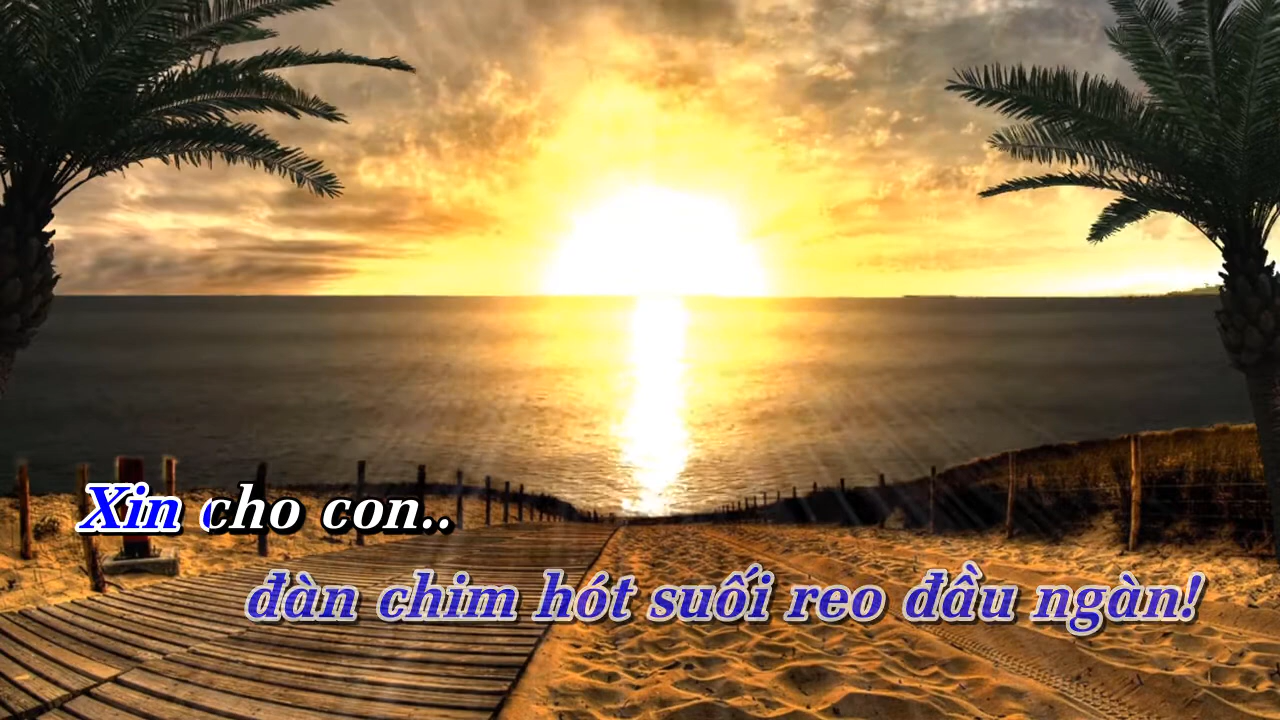 Xin cho con..
đàn chim hót suối reo đầu ngàn!